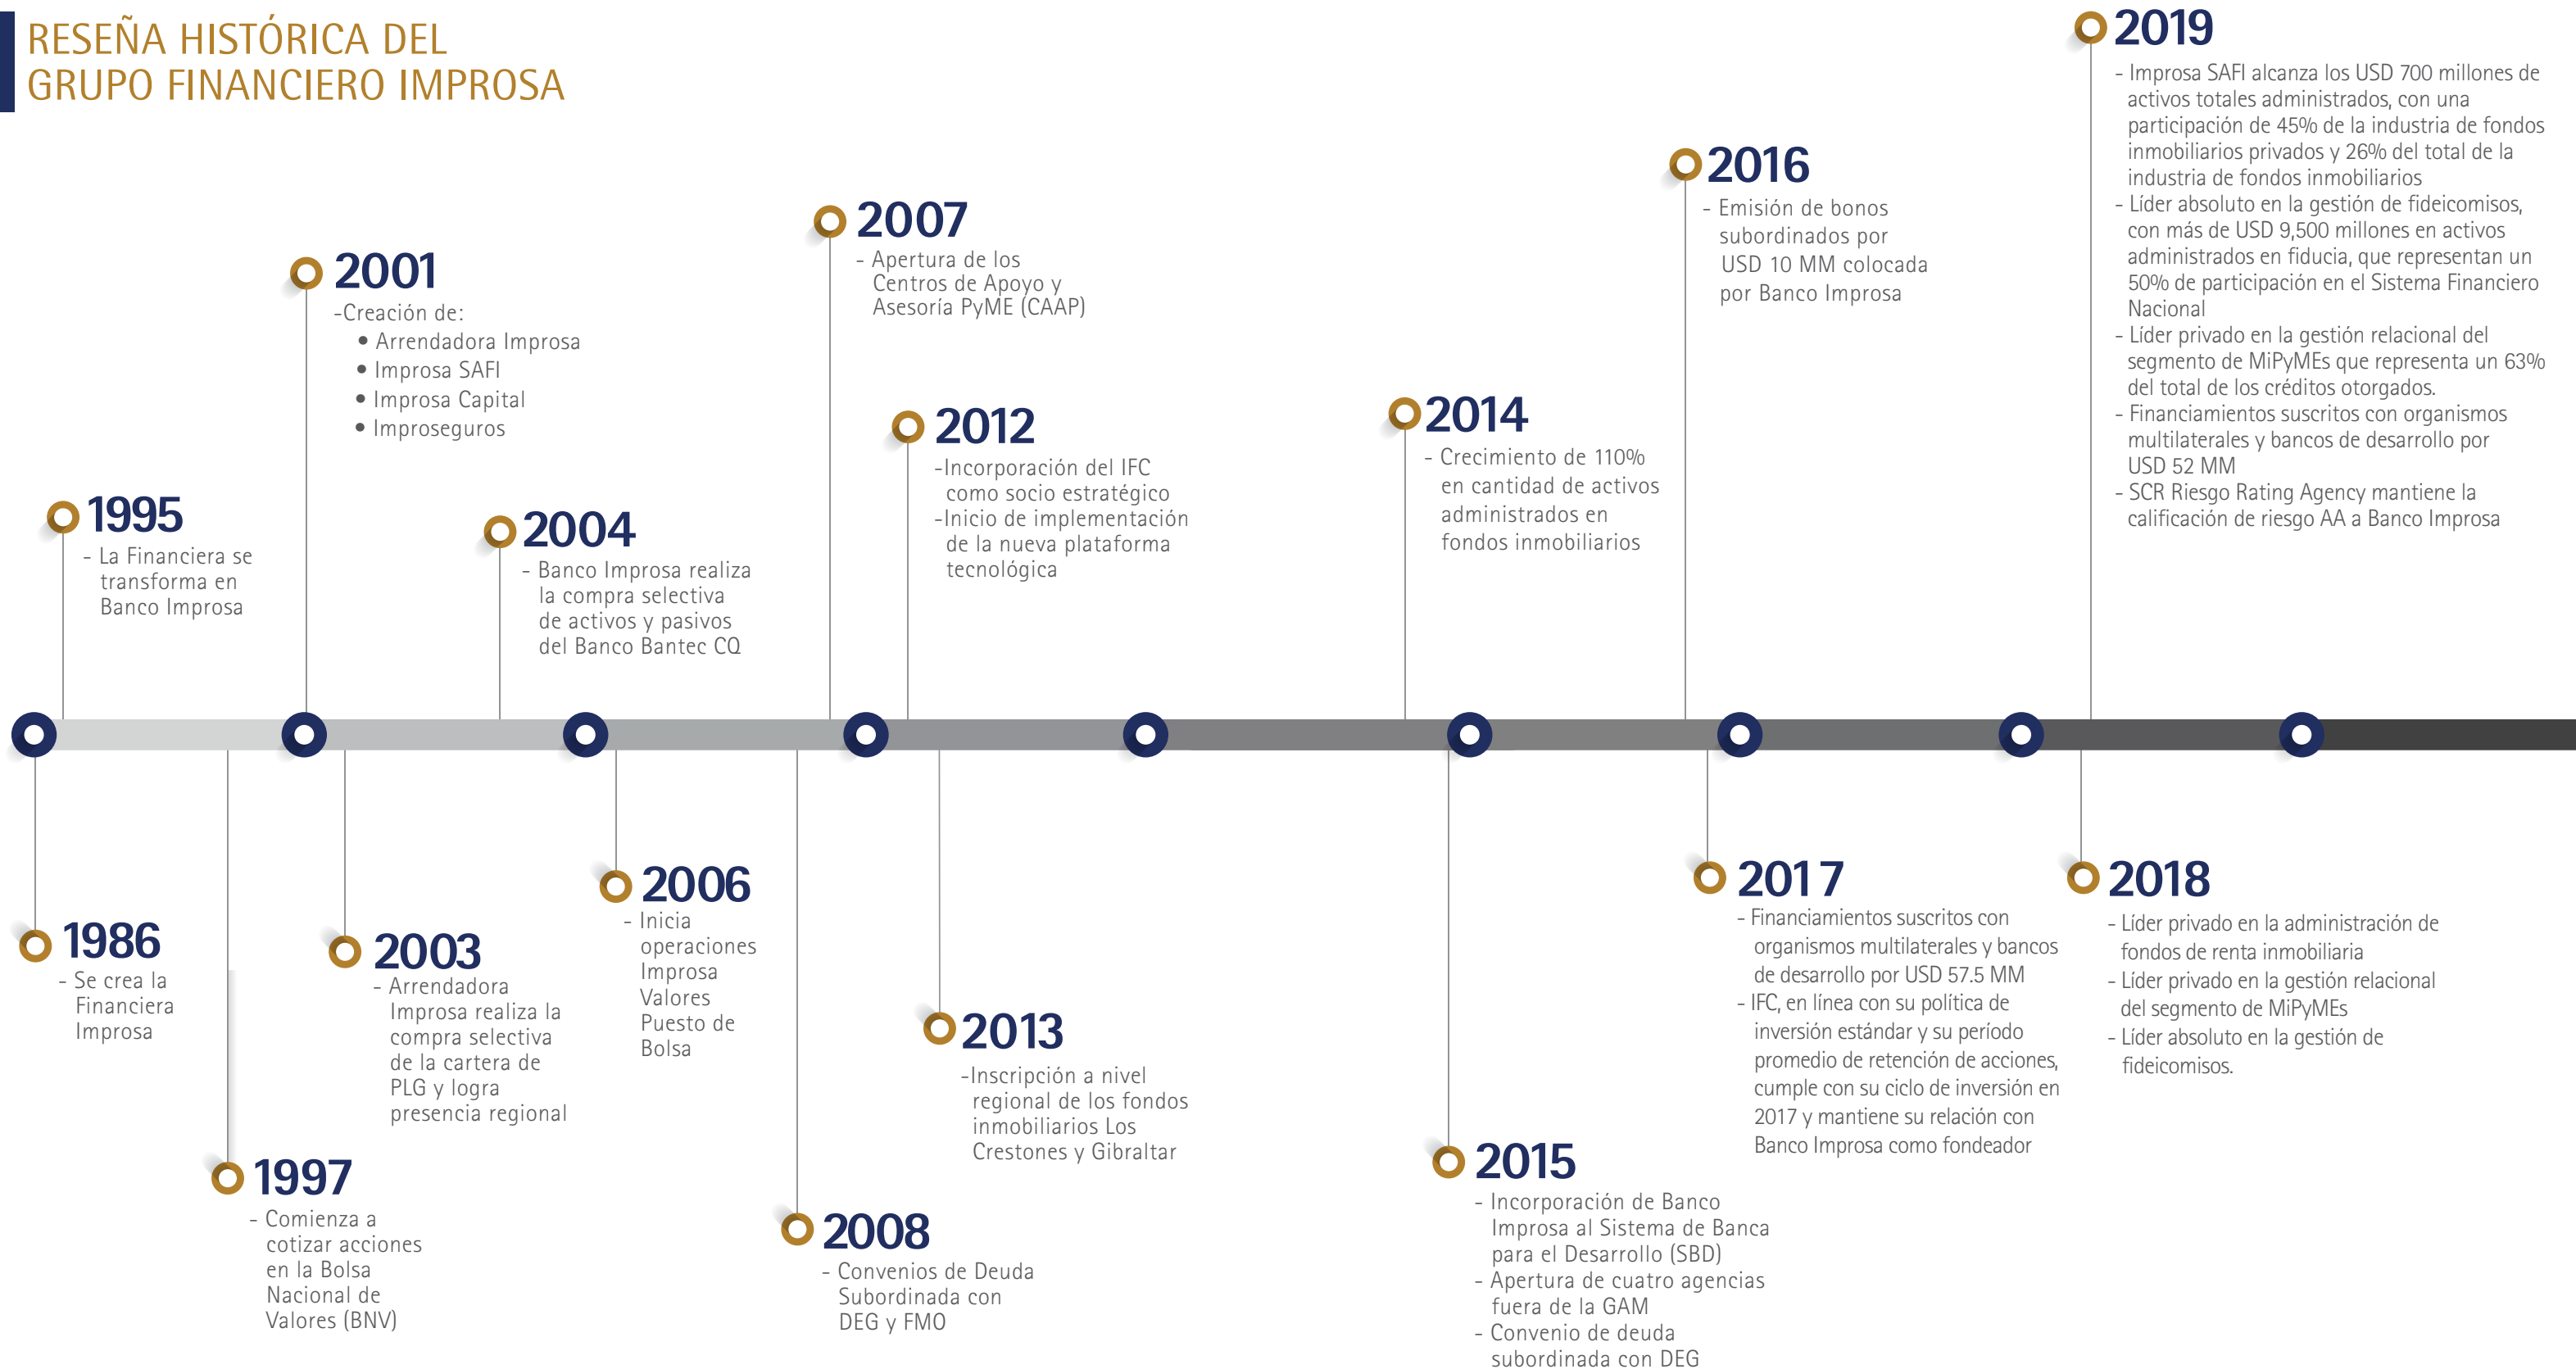 RESEÑA HISTÓRICA DEL
GRUPO FINANCIERO IMPROSA
1986
- Se crea la
Financiera
Improsa
1995
- La Financiera se
transforma en
Banco Improsa
1997
- Comienza a
cotizar acciones
en la Bolsa
Nacional de
Valores (BNV)
2001
-Creación de:
• Arrendadora Improsa
• Improsa SAFI
• Improsa Capital
• Improseguros
2003
- Arrendadora
Improsa realiza la
compra selectiva
de la cartera de
PLG y logra
presencia regional
2004
- Banco Improsa realiza
la compra selectiva
de activos y pasivos
del Banco Bantec CQ
2006
- Inicia
operaciones
Improsa
Valores
Puesto de
Bolsa
2007
- Apertura de los
Centros de Apoyo y
Asesoría PyME (CAAP)
2008
- Convenios de Deuda
Subordinada con
DEG y FMO
2012
-Incorporación del IFC
como socio estratégico
-Inicio de implementación
de la nueva plataforma
tecnológica
2013
-Inscripción a nivel
regional de los fondos
inmobiliarios Los
Crestones y Gibraltar
2014
- Crecimiento de 110%
en cantidad de activos
administrados en
fondos inmobiliarios
2015
- Incorporación de Banco
Improsa al Sistema de Banca
para el Desarrollo (SBD)
- Apertura de cuatro agencias
fuera de la GAM
- Convenio de deuda
subordinada con DEG
2016
- Emisión de bonos
subordinados por
USD 10 MM colocada
por Banco Improsa
2017
- Financiamientos suscritos con
organismos multilaterales y bancos
de desarrollo por USD 57.5 MM
- IFC, en línea con su política de
inversión estándar y su período
promedio de retención de acciones,
cumple con su ciclo de inversión en
2017 y mantiene su relación con
Banco Improsa como fondeador
2018
- Líder privado en la administración de
fondos de renta inmobiliaria
- Líder privado en la gestión relacional
del segmento de MiPyMEs
- Líder absoluto en la gestión de
fideicomisos.
2019
- Improsa SAFI alcanza los USD 700 millones de
activos totales administrados, con una
participación de 45% de la industria de fondos
inmobiliarios privados y 26% del total de la
industria de fondos inmobiliarios
- Líder absoluto en la gestión de fideicomisos,
con más de USD 9,500 millones en activos
administrados en fiducia, que representan un
50% de participación en el Sistema Financiero
Nacional
- Líder privado en la gestión relacional del
segmento de MiPyMEs que representa un 63%
del total de los créditos otorgados.
- Financiamientos suscritos con organismos
multilaterales y bancos de desarrollo por
USD 52 MM
- SCR Riesgo Rating Agency mantiene la
calificación de riesgo AA a Banco Improsa